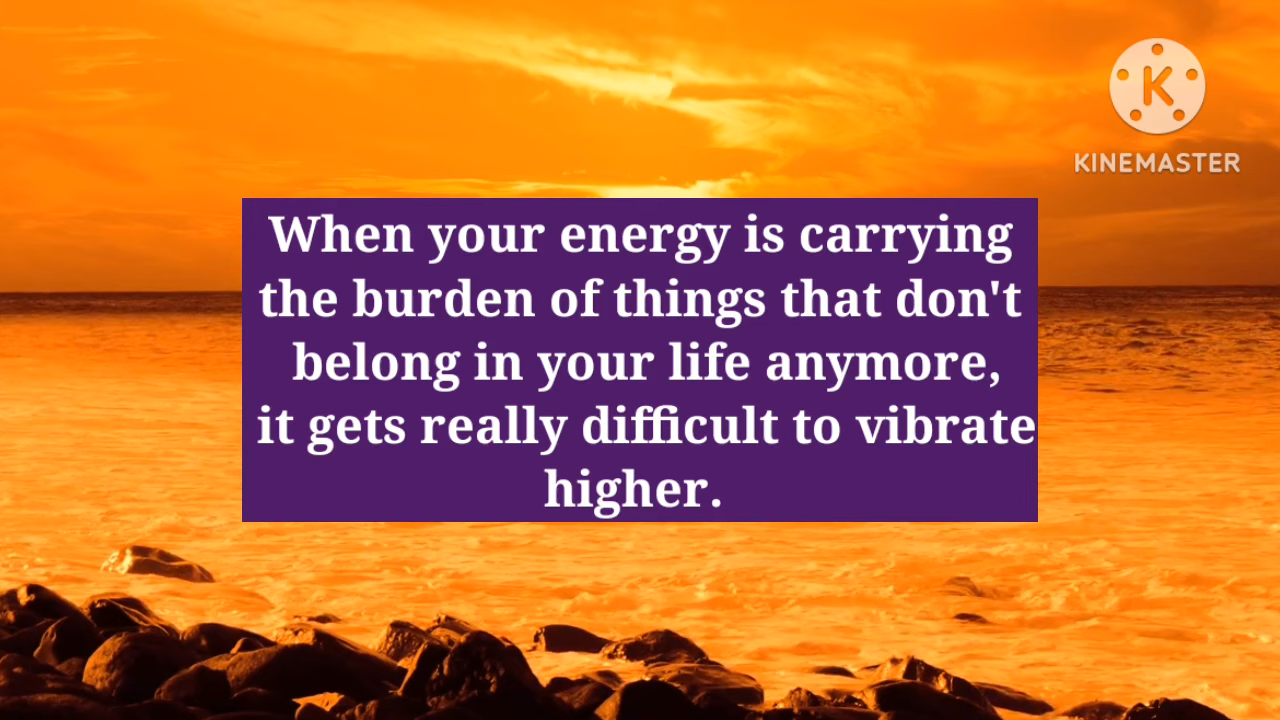 K
KINEMASTER
When your energy is carrying
the burden of things that don't
belong in your life anymore,
it gets really difficult to vibrate
higher.